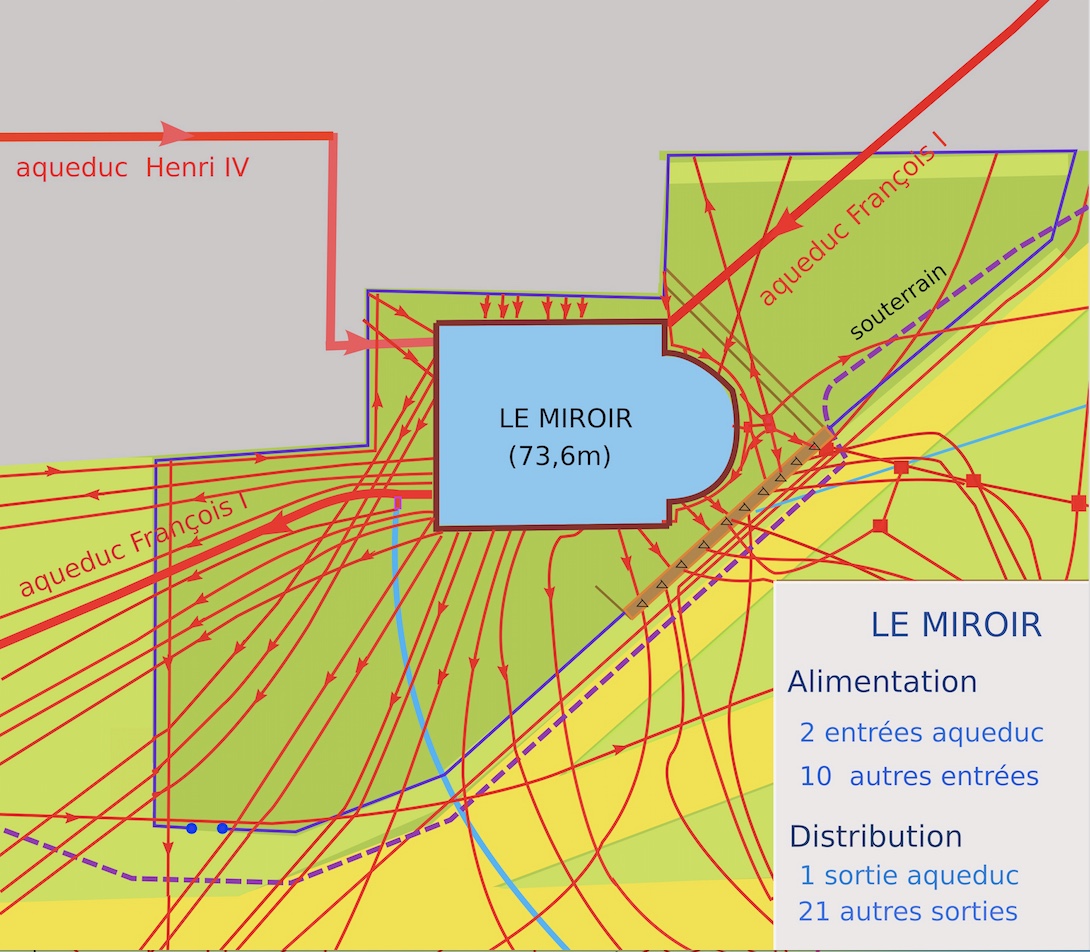 aqueduc Henri IV
aqueduc François I
souterrain
LE MIROIR
(73,6m)
aqueduc François I
LE MIROIR
Alimentation
2 entrées aqueduc
10 autres entrées
Distribution
1 sortie aqueduc
21 autres sorties